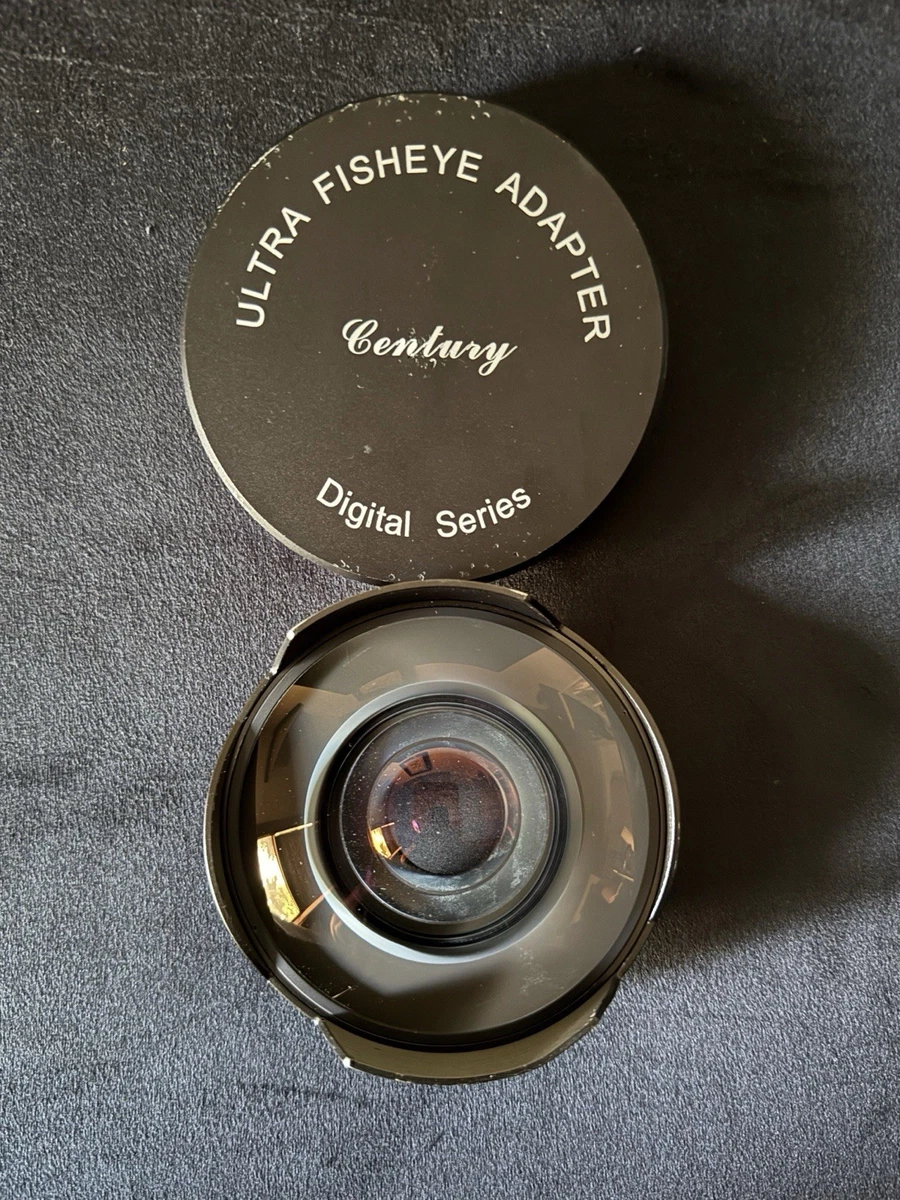 ULTRA FISHEYE ADAPTER
Century
Digital Series